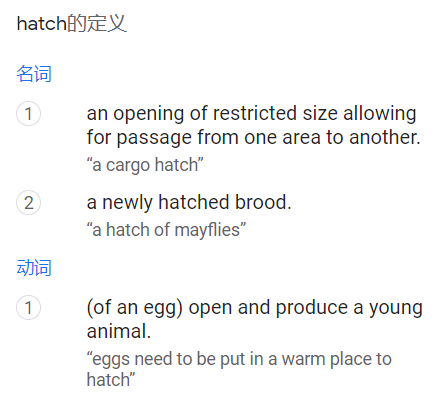 hatch的定义
名词
1 an opening of restricted size allowing
for passage from one area to another.
“a cargo hatch”
2 a newly hatched brood.
“a hatch of mayflies”
动词
1 (of an egg) open and produce a young
animal.
“eggs need to be put in a warm place to
hatch”